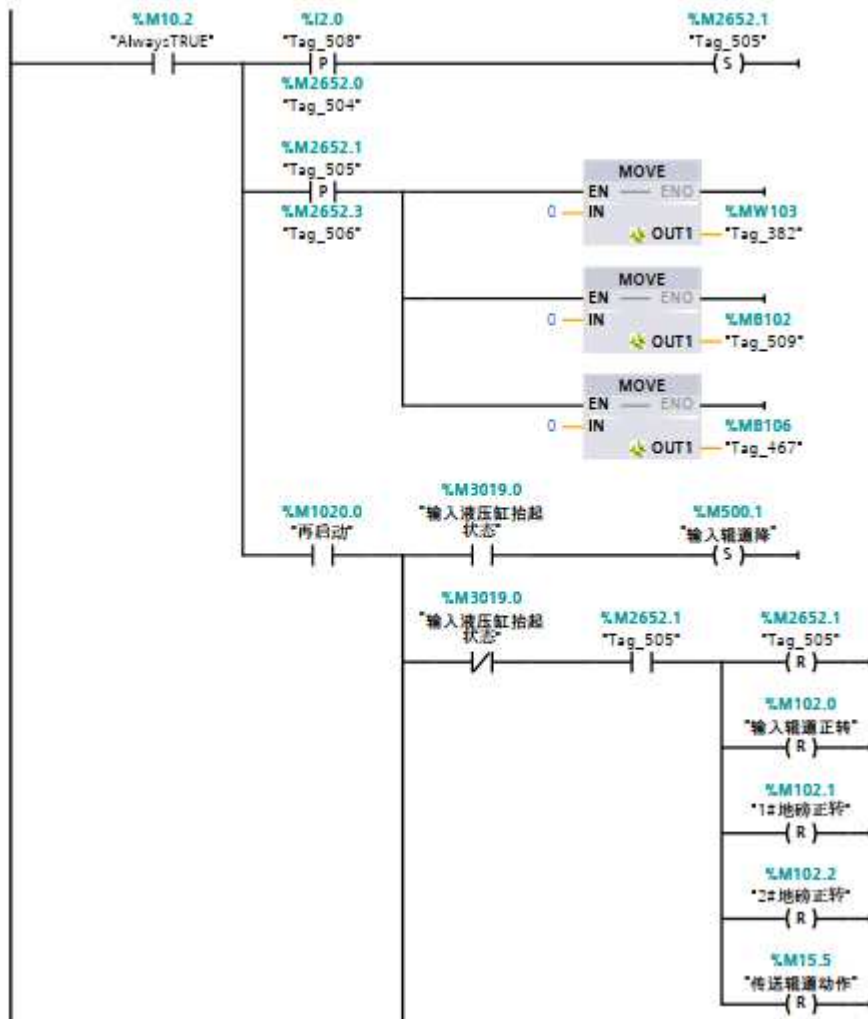 %M10.2
"AlwaysTRUE"
%I2.0
"Tag_508"
P
%M2652.0
"Tag_504"
%M2652.1
"Tag_505"
S
%M2652.1
"Tag_505"
P
%M2652.3
"Tag_506"
MOVE
EN
ENO
0
IN
OUT1
%MW103
"Tag_382"
MOVE
EN
ENO
0
IN
OUT1
%MB102
"Tag_509"
MOVE
EN
ENO
0
IN
OUT1
%MB106
"Tag_467"
%M1020.0
"再启动"
%M3019.0
"输入液压缸抬起
状态"
%M500.1
"输入辊道降"
S
%M3019.0
"输入液压缸抬起
状态"
%M2652.1
"Tag_505"
%M2652.1
"Tag_505"
R
%M102.0
"输入辊道正转"
R
%M102.1
"1#地磅正转"
R
%M102.2
"2#地磅正转"
R
%M15.5
"传送辊道动作"
R